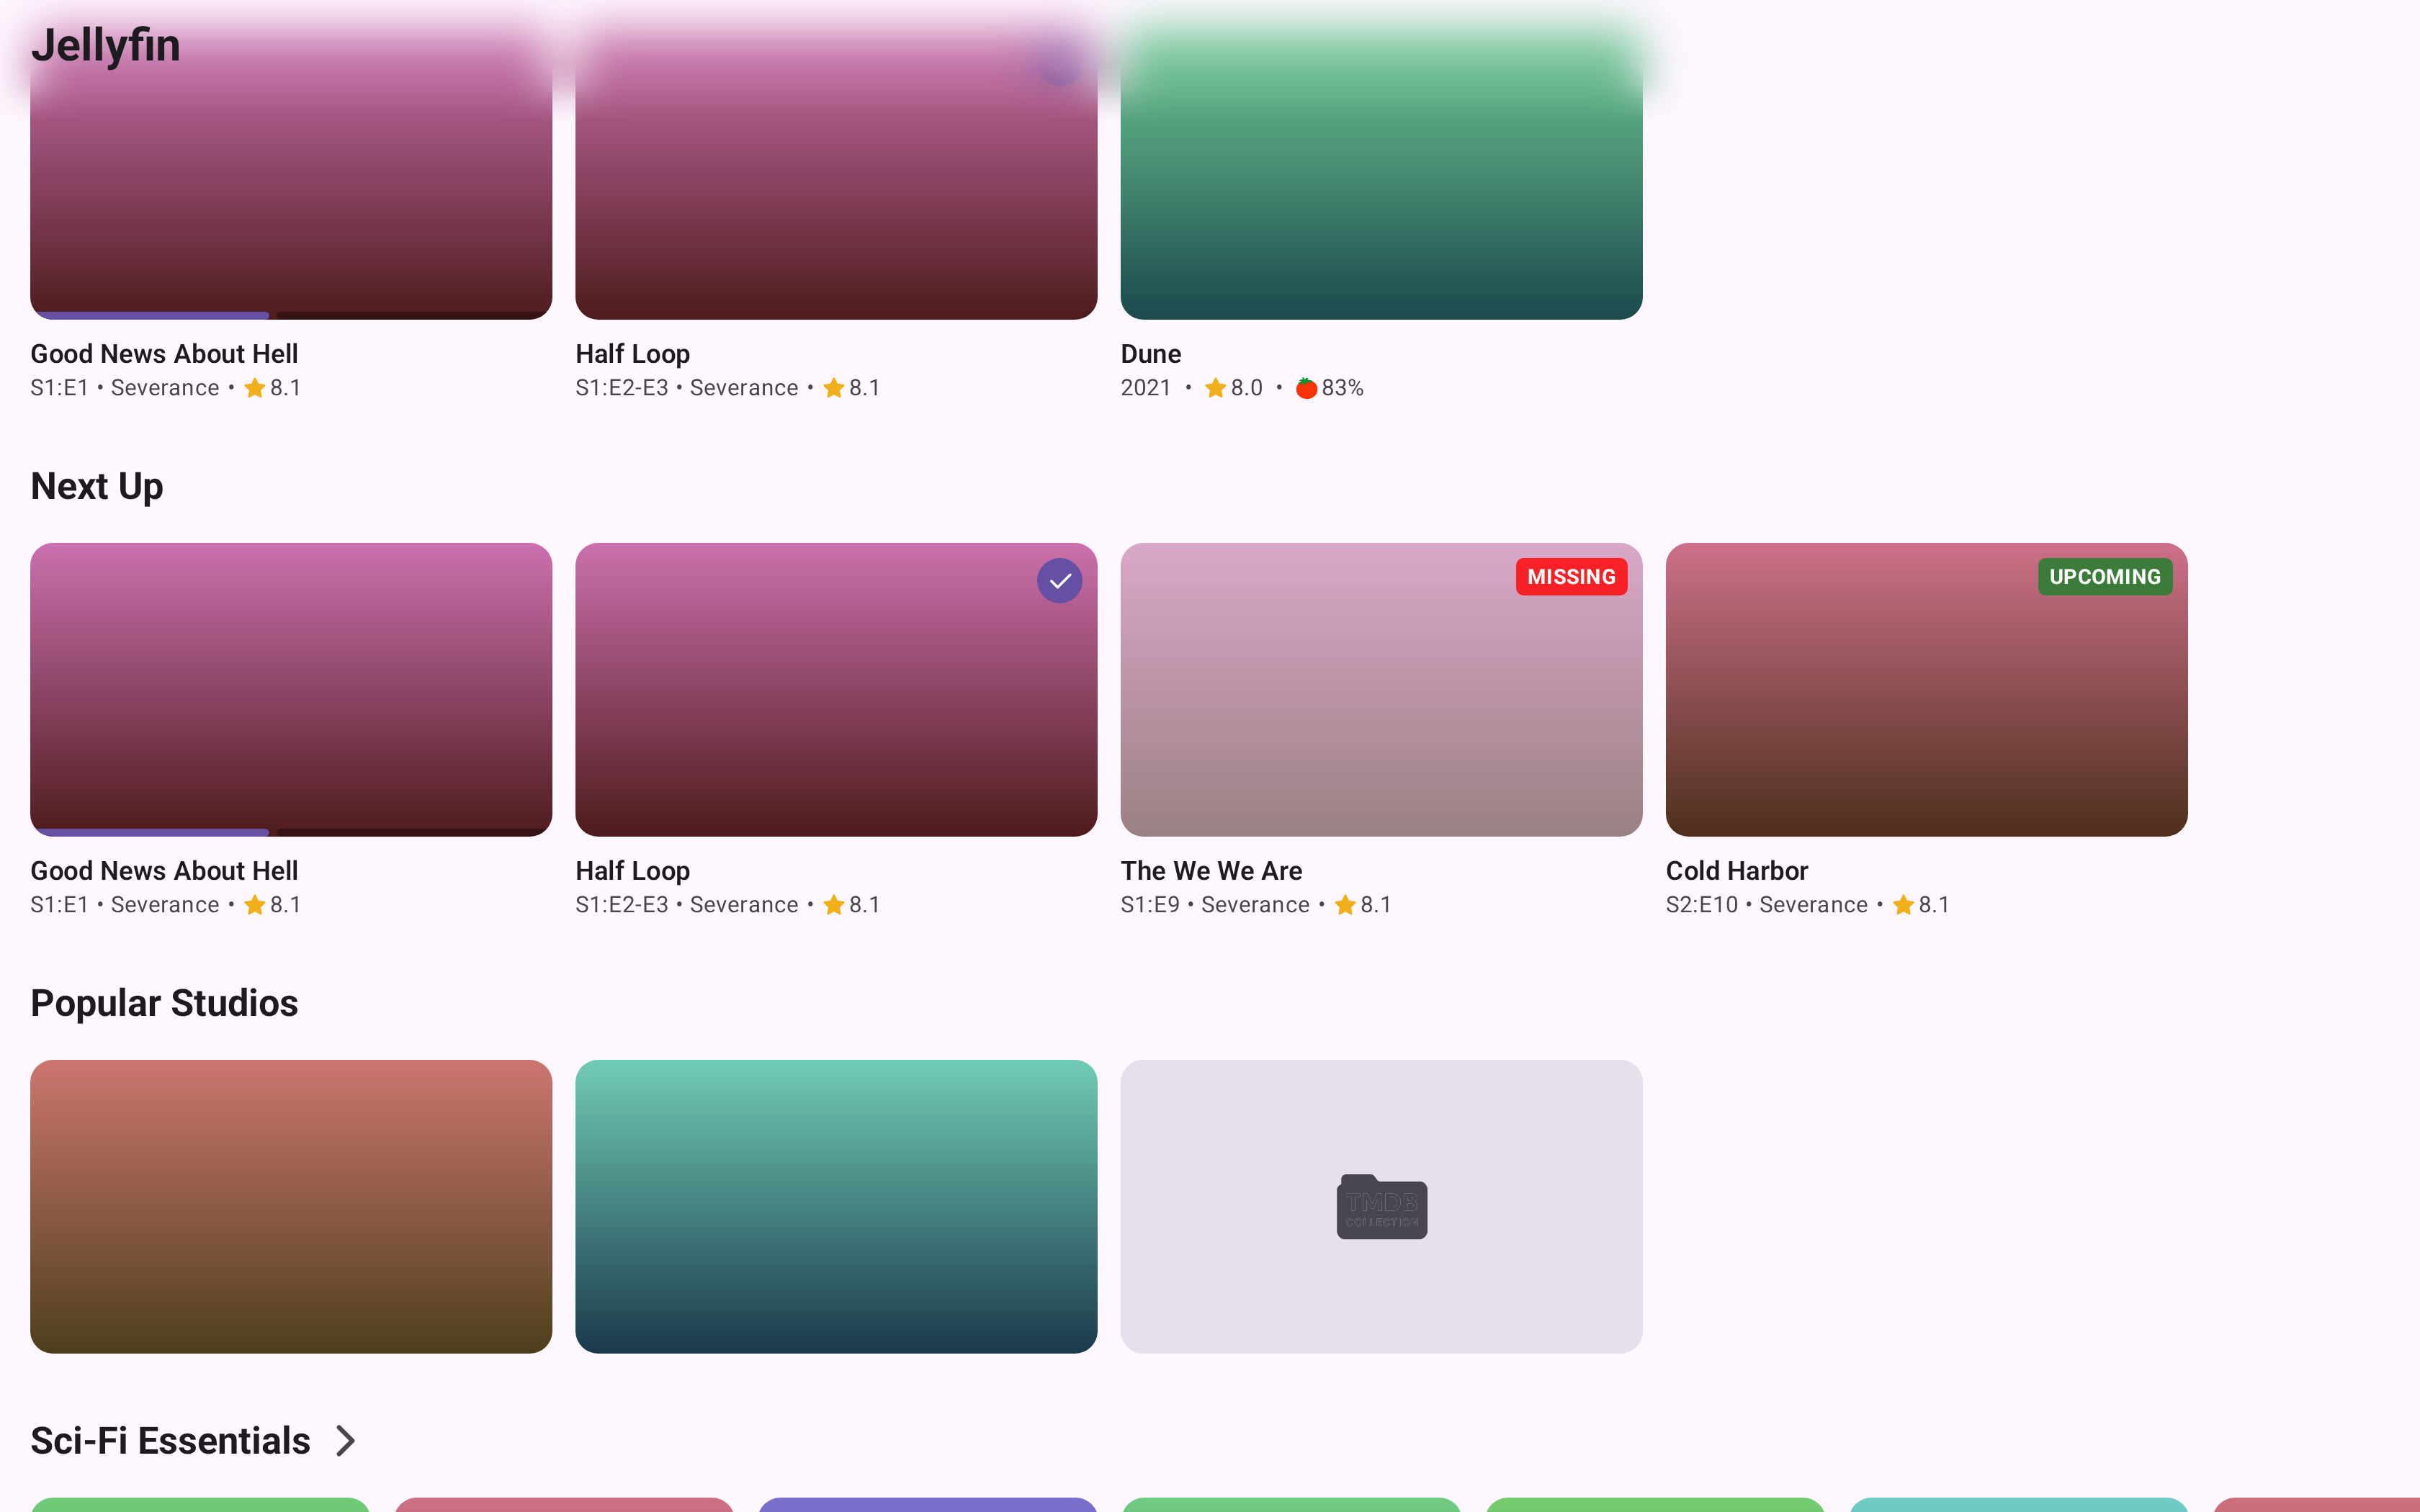 Jellyfin
Good News About Hell
S1:E1 • Severance • 8.1
Half Loop
S1:E2-E3 • Severance • 8.1
Dune
2021 • 8.0 • 83%
Next Up
MISSING
UPCOMING
Good News About Hell
S1:E1 • Severance • 8.1
Half Loop
S1:E2-E3 • Severance • 8.1
The We We Are
S1:E9 • Severance • 8.1
Cold Harbor
S2:E10 • Severance • 8.1
Popular Studios
TMDB
COLLECTION
Sci-Fi Essentials